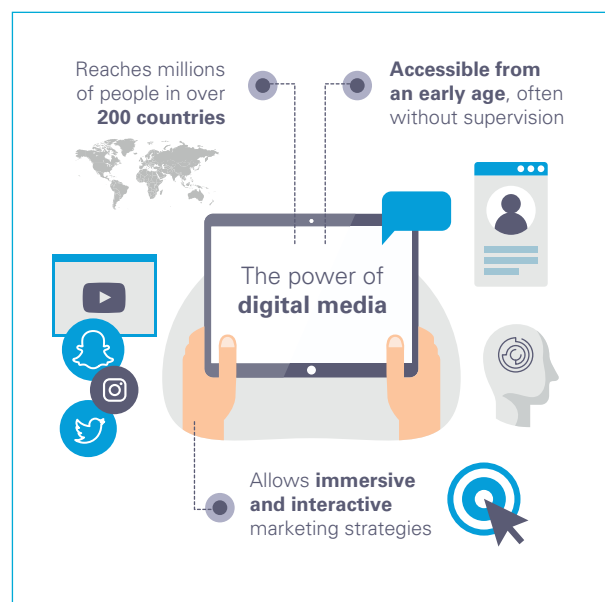 Reaches millions
of people in over
200 countries
Accessible from
an early age, often
without supervision
The power of
digital media
Allows immersive
and interactive
marketing strategies